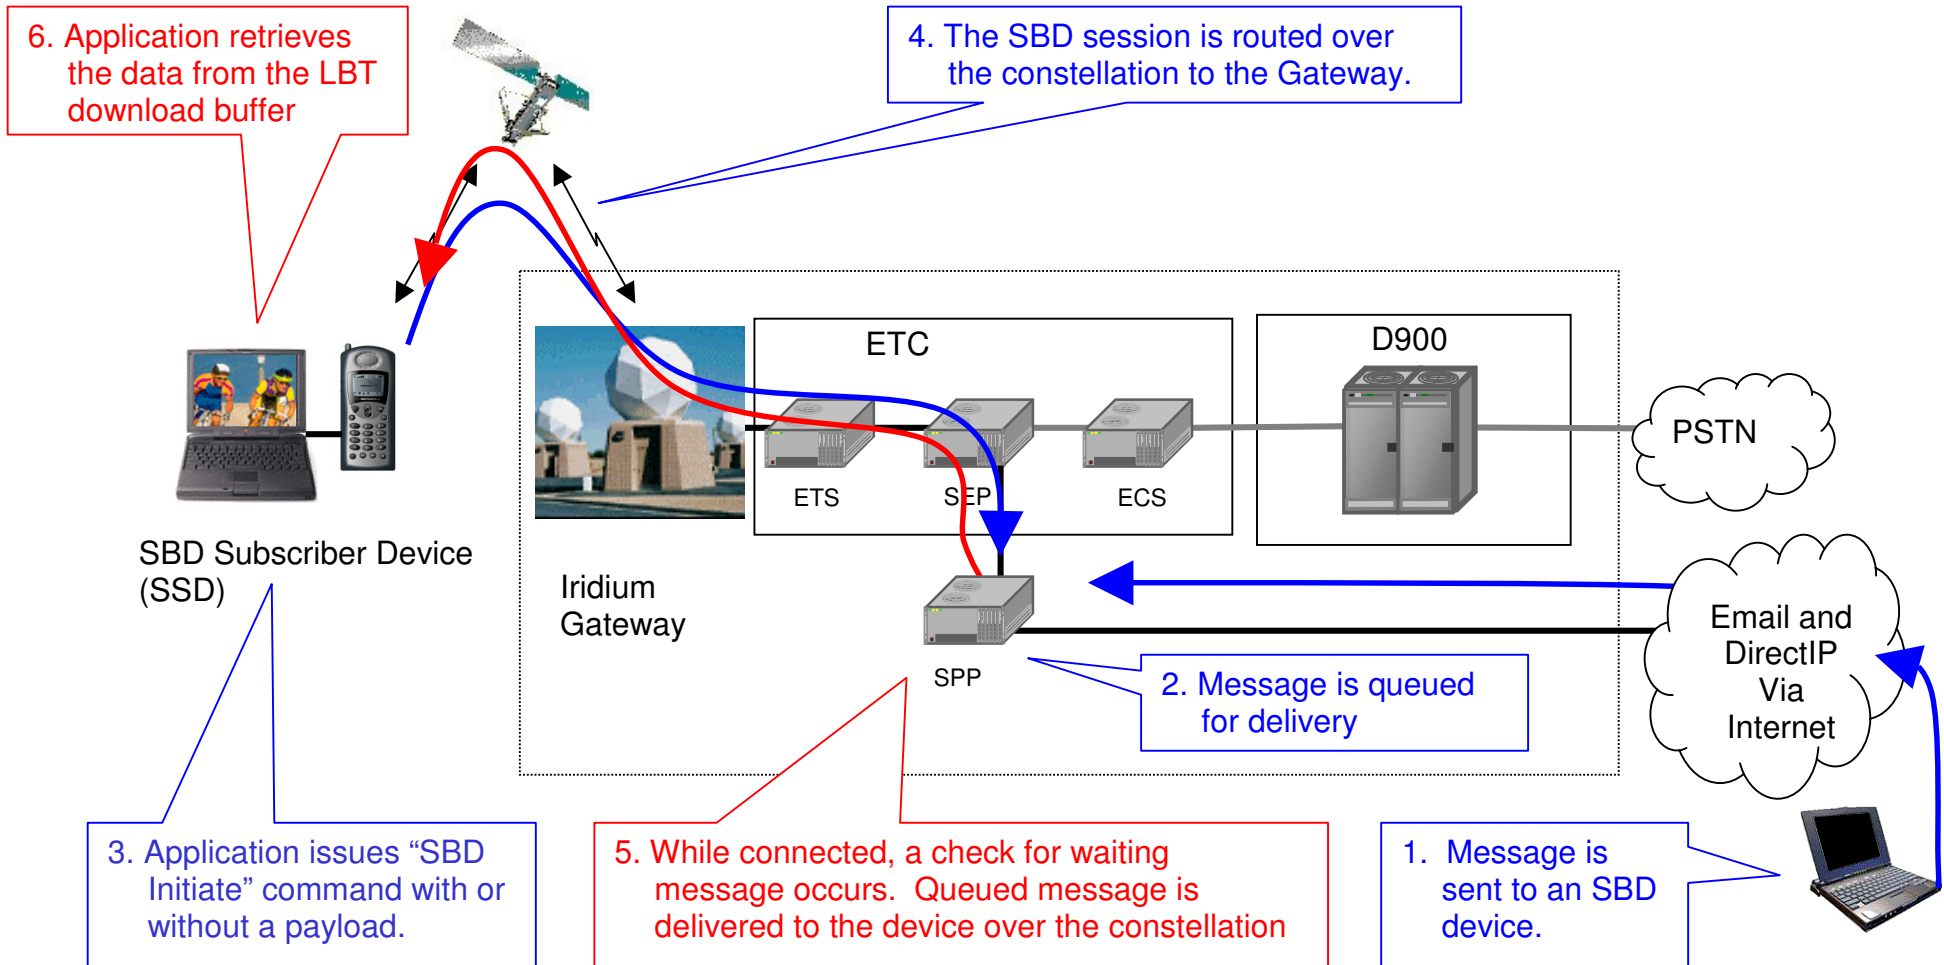 6. Application retrieves
the data from the LBT
download buffer
4. The SBD session is routed over
the constellation to the Gateway.
ETC
D900
PSTN
ETS
SEP
ECS
SBD Subscriber Device
(SSD)
Iridium
Gateway
SPP
Email and
DirectIP
Via
Internet
2. Message is queued
for delivery
3. Application issues “SBD
Initiate” command with or
without a payload.
5. While connected, a check for waiting
message occurs. Queued message is
delivered to the device over the constellation
1. Message is
sent to an SBD
device.